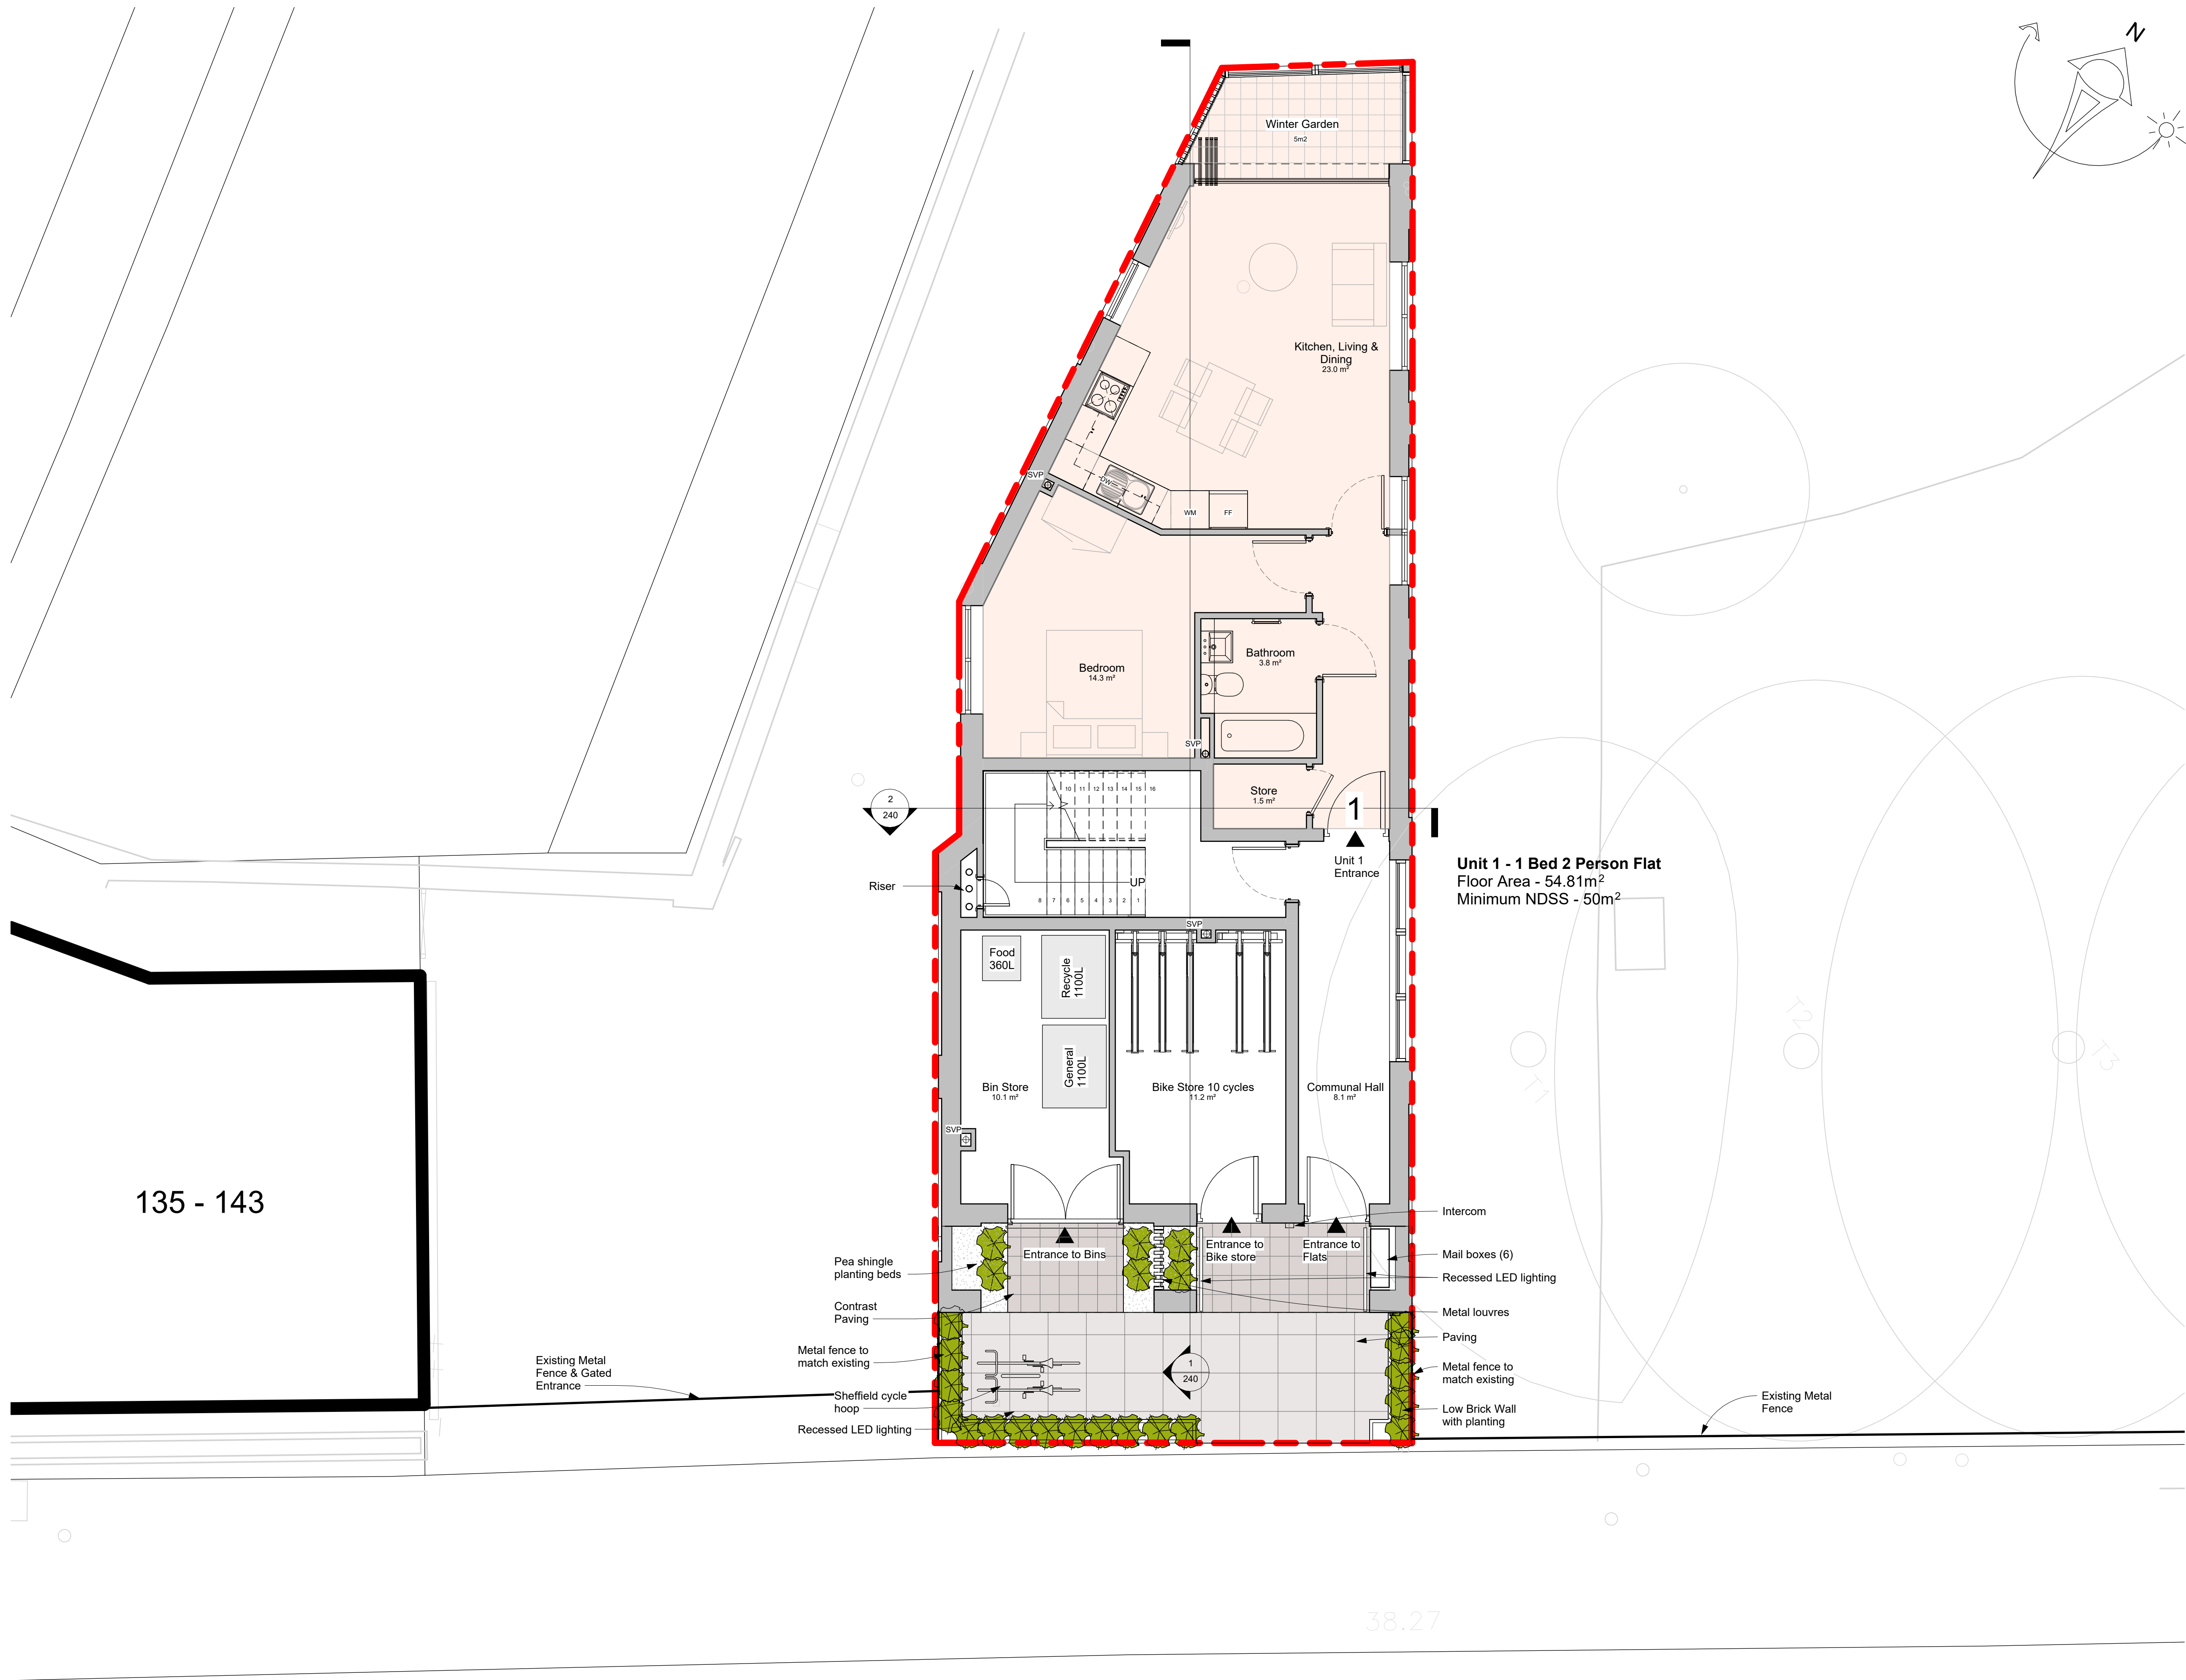 N
Winter Garden
5m2
Kitchen, Living &
Dining
23.0 m²
SVP
DW
WM
FF
Bathroom
3.8 m²
Bedroom
14.3 m²
SVP
Store
1.5 m²
9 10 11 12 13 14 15 16
2
240
1
Unit 1
Entrance
Unit 1 - 1 Bed 2 Person Flat
Floor Area - 54.81m²
Minimum NDSS - 50m²
Riser
UP
8 7 6 5 4 3 2 1
SVP
Food
360L
Recycle
1100L
General
1100L
Bin Store
10.1 m²
Bike Store 10 cycles
11.2 m²
Communal Hall
8.1 m²
SVP
T1
T2
T3
135 - 143
Intercom
Entrance to Bins
Entrance to
Bike store
Entrance to
Flats
Mail boxes (6)
Pea shingle
planting beds
Recessed LED lighting
Contrast
Paving
Metal louvres
Paving
Metal fence to
match existing
Existing Metal
Fence & Gated
Entrance
1
240
Metal fence to
match existing
Sheffield cycle
hoop
Existing Metal
Fence
Low Brick Wall
with planting
Recessed LED lighting
38.27